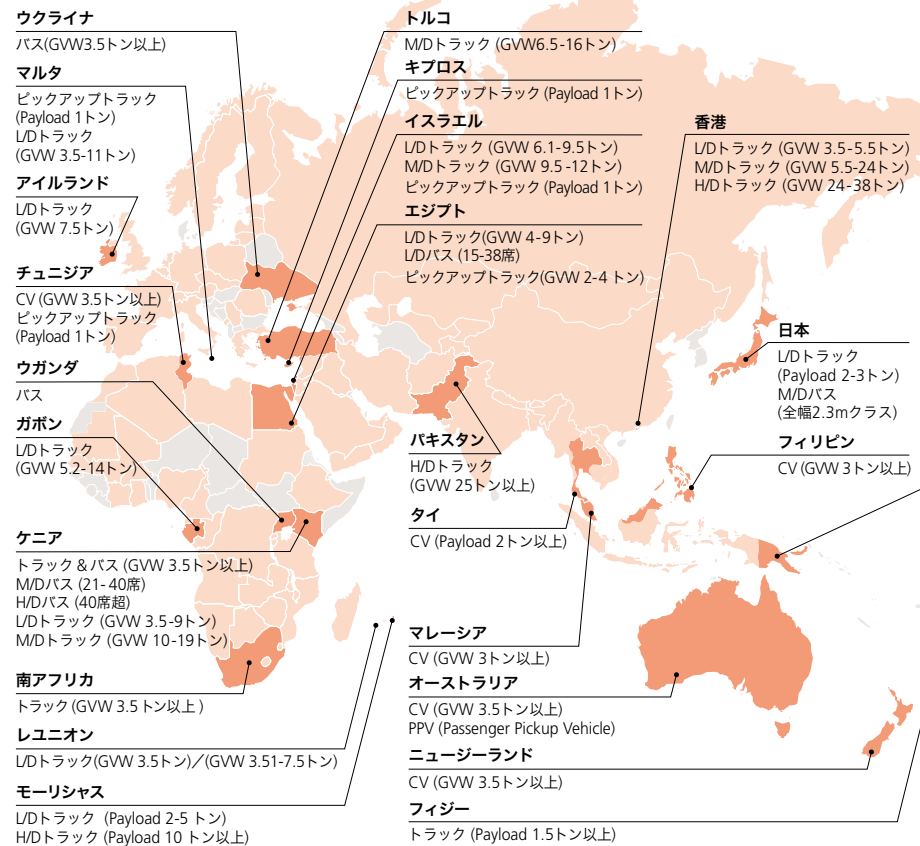 ウクライナ
バス(GVW3.5トン以上)
マルタ
ピックアップトラック
(Payload 1トン)
L/Dトラック
(GVW 3.5-11トン)
アイルランド
L/Dトラック
(GVW 7.5トン)
チュニジア
CV (GVW 3.5トン以上)
ピックアップトラック
(Payload 1トン)
ウガンダ
バス
ガボン
L/Dトラック
(GVW 5.2-14トン)
ケニア
トラック & バス (GVW 3.5トン以上)
M/Dバス (21-40席)
H/Dバス (40席超)
L/Dトラック (GVW 3.5-9トン)
M/Dトラック (GVW 10-19トン)
南アフリカ
トラック (GVW 3.5 トン以上 )
レユニオン
L/Dトラック(GVW 3.5トン)／(GVW 3.51-7.5トン)
モーリシャス
L/Dトラック (Payload 2-5 トン)
H/Dトラック (Payload 10 トン以上)
トルコ
M/Dトラック (GVW6.5-16トン)
キプロス
ピックアップトラック (Payload 1トン)
イスラエル
L/Dトラック (GVW 6.1-9.5トン)
M/Dトラック (GVW 9.5-12トン)
ピックアップトラック (Payload 1トン)
エジプト
L/Dトラック(GVW 4-9トン)
L/Dバス (15-38席)
ピックアップトラック(GVW 2-4 トン)
パキスタン
H/Dトラック
(GVW 25トン以上)
タイ
CV (Payload 2トン以上)
マレーシア
CV (GVW 3トン以上)
オーストラリア
CV (GVW 3.5トン以上)
PPV (Passenger Pickup Vehicle)
ニュージーランド
CV (GVW 3.5トン以上)
フィジー
トラック (Payload 1.5トン以上)
香港
L/Dトラック (GVW 3.5-5.5トン)
M/Dトラック (GVW 5.5-24トン)
H/Dトラック (GVW 24-38トン)
日本
L/Dトラック
(Payload 2-3トン)
M/Dバス
(全幅2.3mクラス)
フィリピン
CV (GVW 3トン以上)